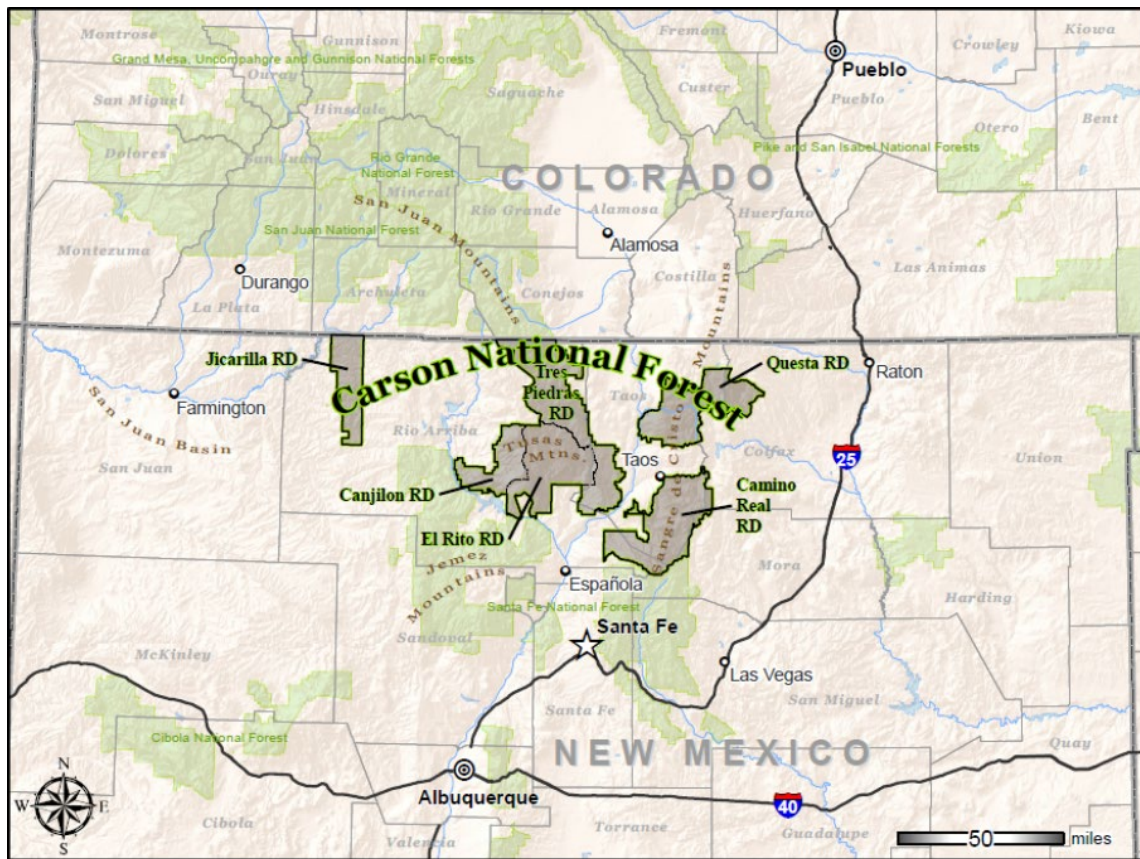 Montrose
Gunnison
Fremont
Crowley
Kiowa
Grand Mesa, Uncompahgre and Gunnison National Forests
Ouray
Pueblo
San Miguel
Hinsdale
Saguache
Custer
Pueblo
Otero
Bent
Dolores
San Juan
Rio Grande
National Forest
Pike and San Isabel National Forests
Mineral
COLORADO
San Juan Mountains
Rio Grande
Alamosa
Huerfano
San Juan National Forest
Montezuma
Alamosa
Durango
Costilla
Las Animas
La Plata
Archuleta
Conejos
Carson National Forest
Jicarilla RD
Tres
Piedras
RD
Questa RD
Raton
Taos
Farmington
San Juan Basin
Rio Arriba
Tusas
Mtns.
Sangre de Cristo Mountains
Colfax
25
Union
San Juan
Taos
Canjilon RD
Camino
Real
RD
El Rito RD
Jemez
Mountains
Española
Mora
Harding
Santa Fe National Forest
Sandoval
Santa Fe
McKinley
Las Vegas
San Miguel
Santa Fe
Cibola National Forest
NEW MEXICO
Quay
N
W
E
S
Albuquerque
40
Cibola
Valencia
Torrance
Guadalupe
50
miles